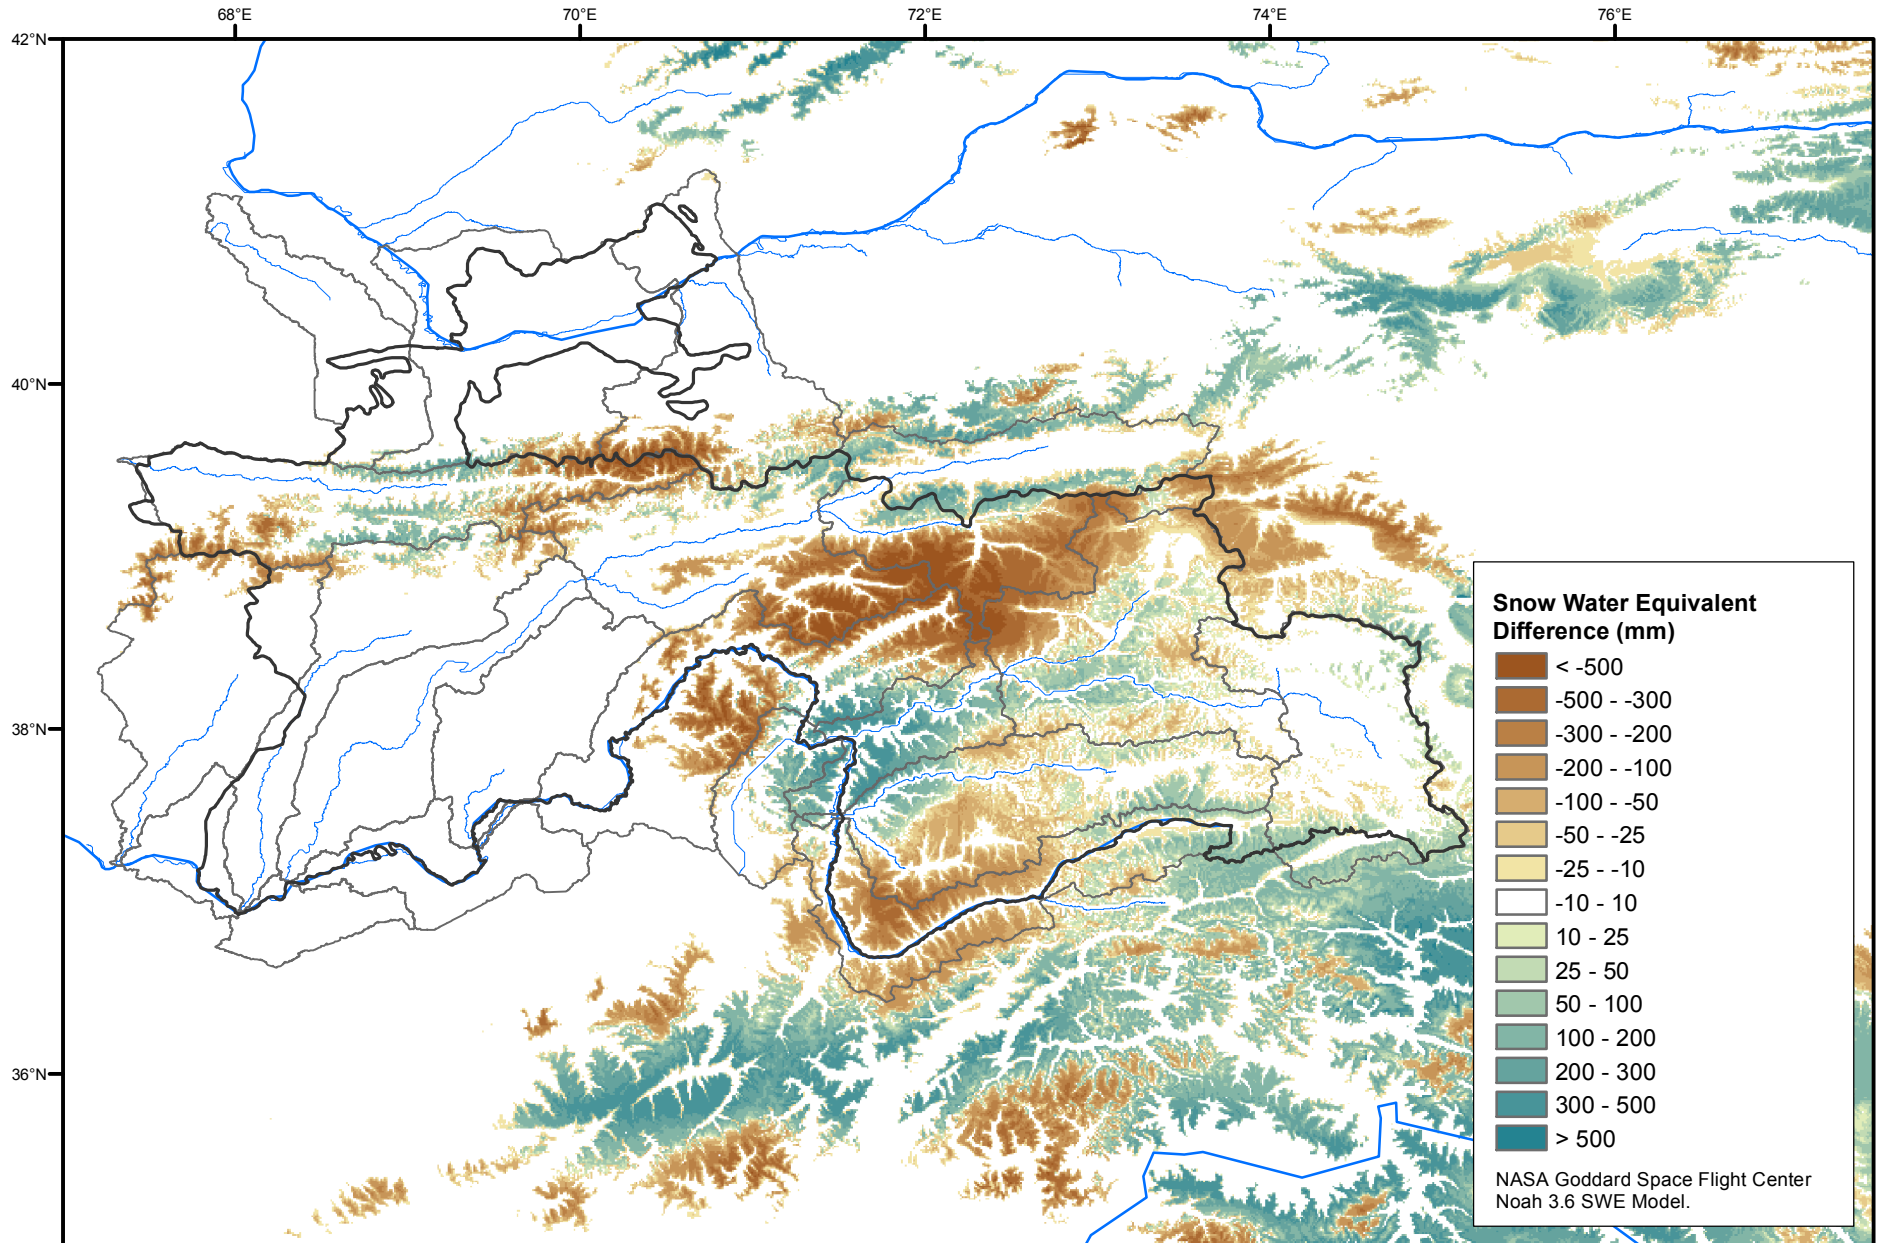 68°E
70°E
72°E
74°E
76°E
42°N
40°N
38°N
36°N
Snow Water Equivalent
Difference (mm)
< -500
-500 - -300
-300 - -200
-200 - -100
-100 - -50
-50 - -25
-25 - -10
-10 - 10
10 - 25
25 - 50
50 - 100
100 - 200
200 - 300
300 - 500
> 500
NASA Goddard Space Flight Center
Noah 3.6 SWE Model.